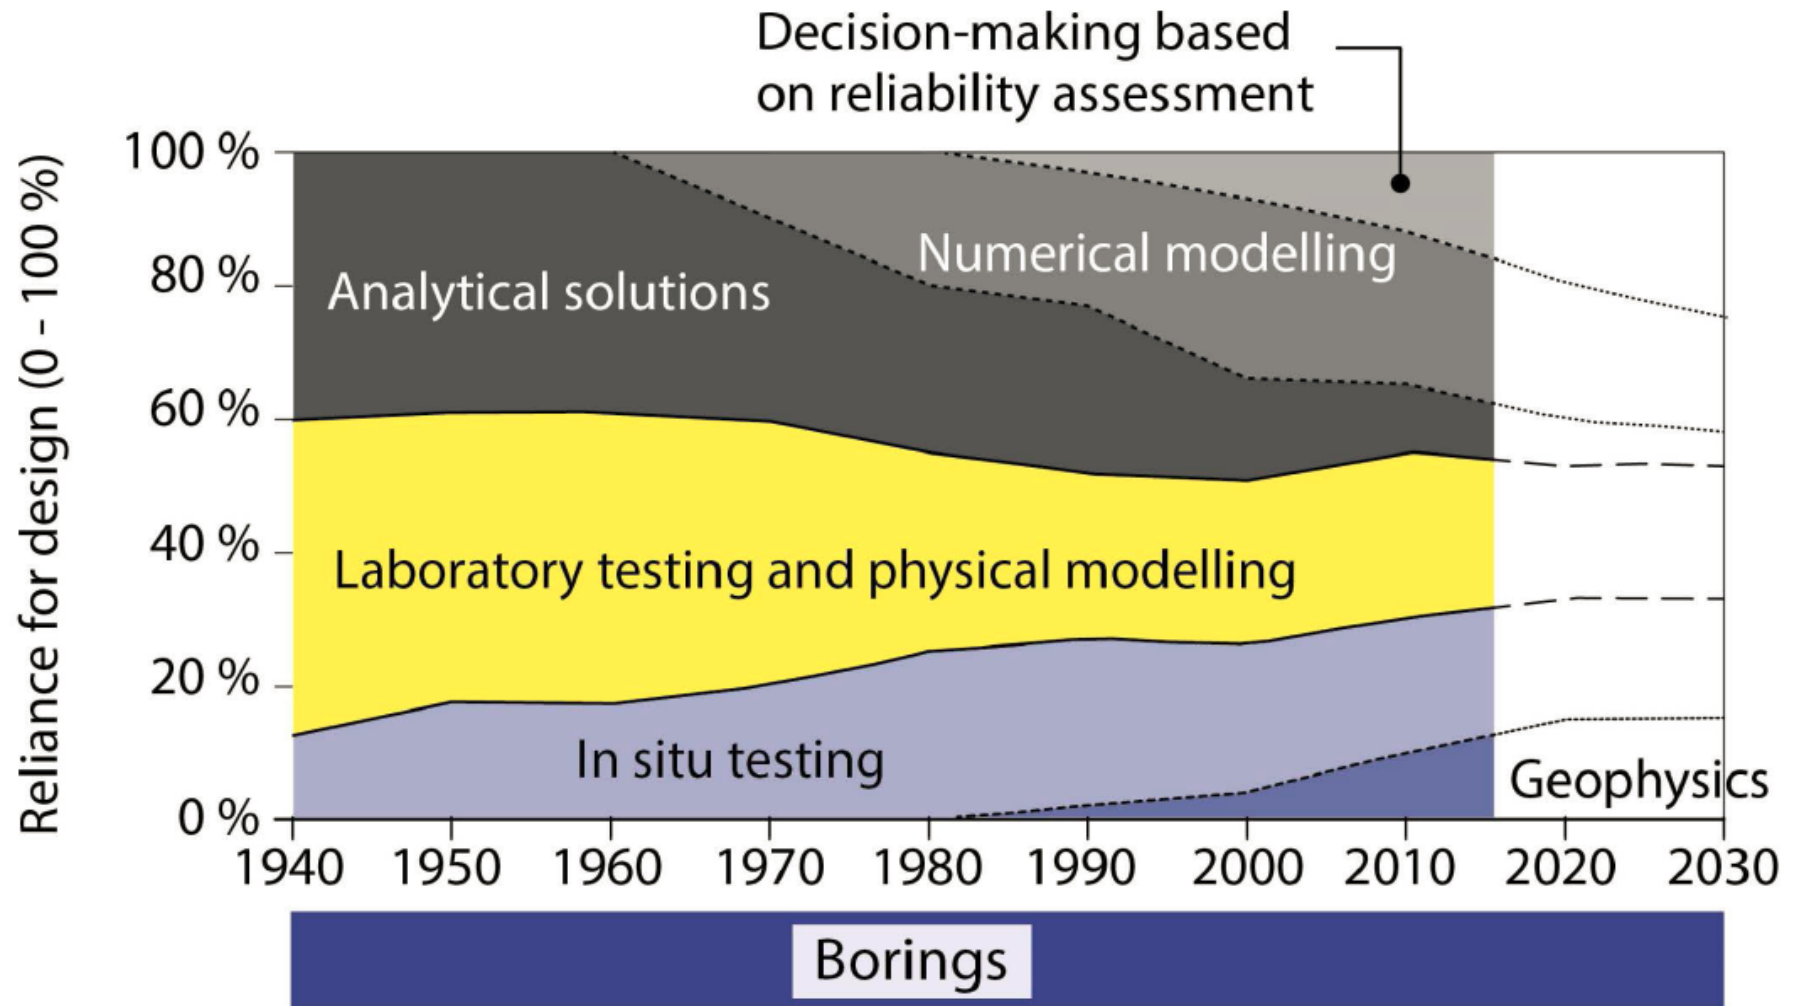 Decision-making based
on reliability assessment
Reliance for design (0 - 100 %)
100 %
80 %
60 %
40 %
20 %
0 %
Numerical modelling
Analytical solutions
Laboratory testing and physical modelling
In situ testing
Geophysics
1940 1950 1960 1970 1980 1990 2000 2010 2020 2030
Borings